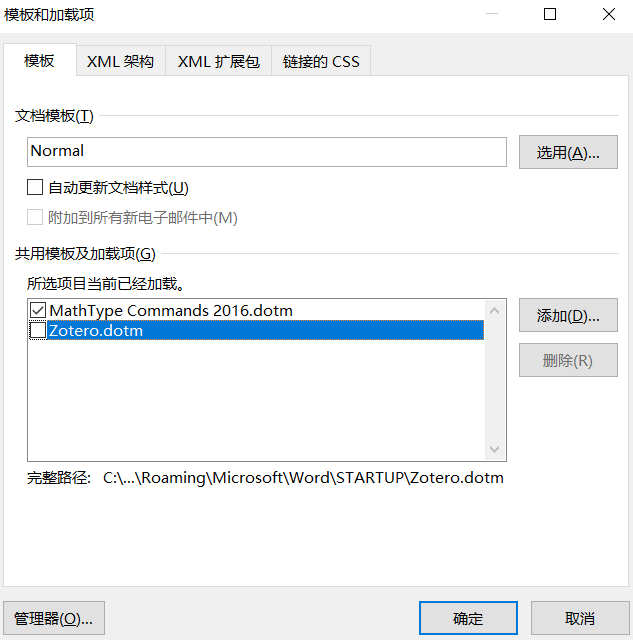 模板和加载项
模板 XML 架构 XML 扩展包 链接的 CSS
文档模板(T)
Normal 选用(A)...
自动更新文档样式(U)
附加到所有新电子邮件中(M)
共用模板及加载项(G)
所选项目当前已经加载。
MathType Commands 2016.dotm 添加(D)...
Zotero.dotm
删除(R)
完整路径: C:\...\Roaming\Microsoft\Word\STARTUP\Zotero.dotm
管理器(O)... 确定 取消